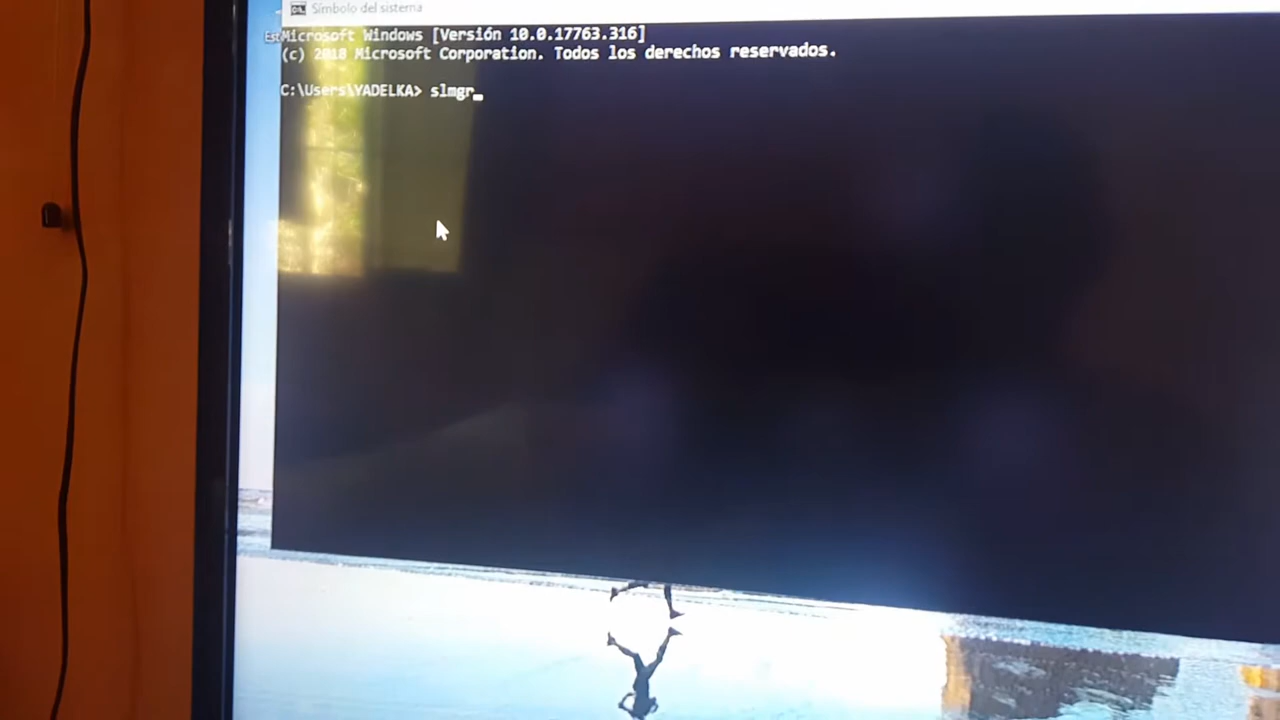 Símbolo del sistema
Microsoft Windows [Versión 10.0.17763.316]
(c) 2018 Microsoft Corporation. Todos los derechos reservados.
C:\Users\YADELKA> slmgr_